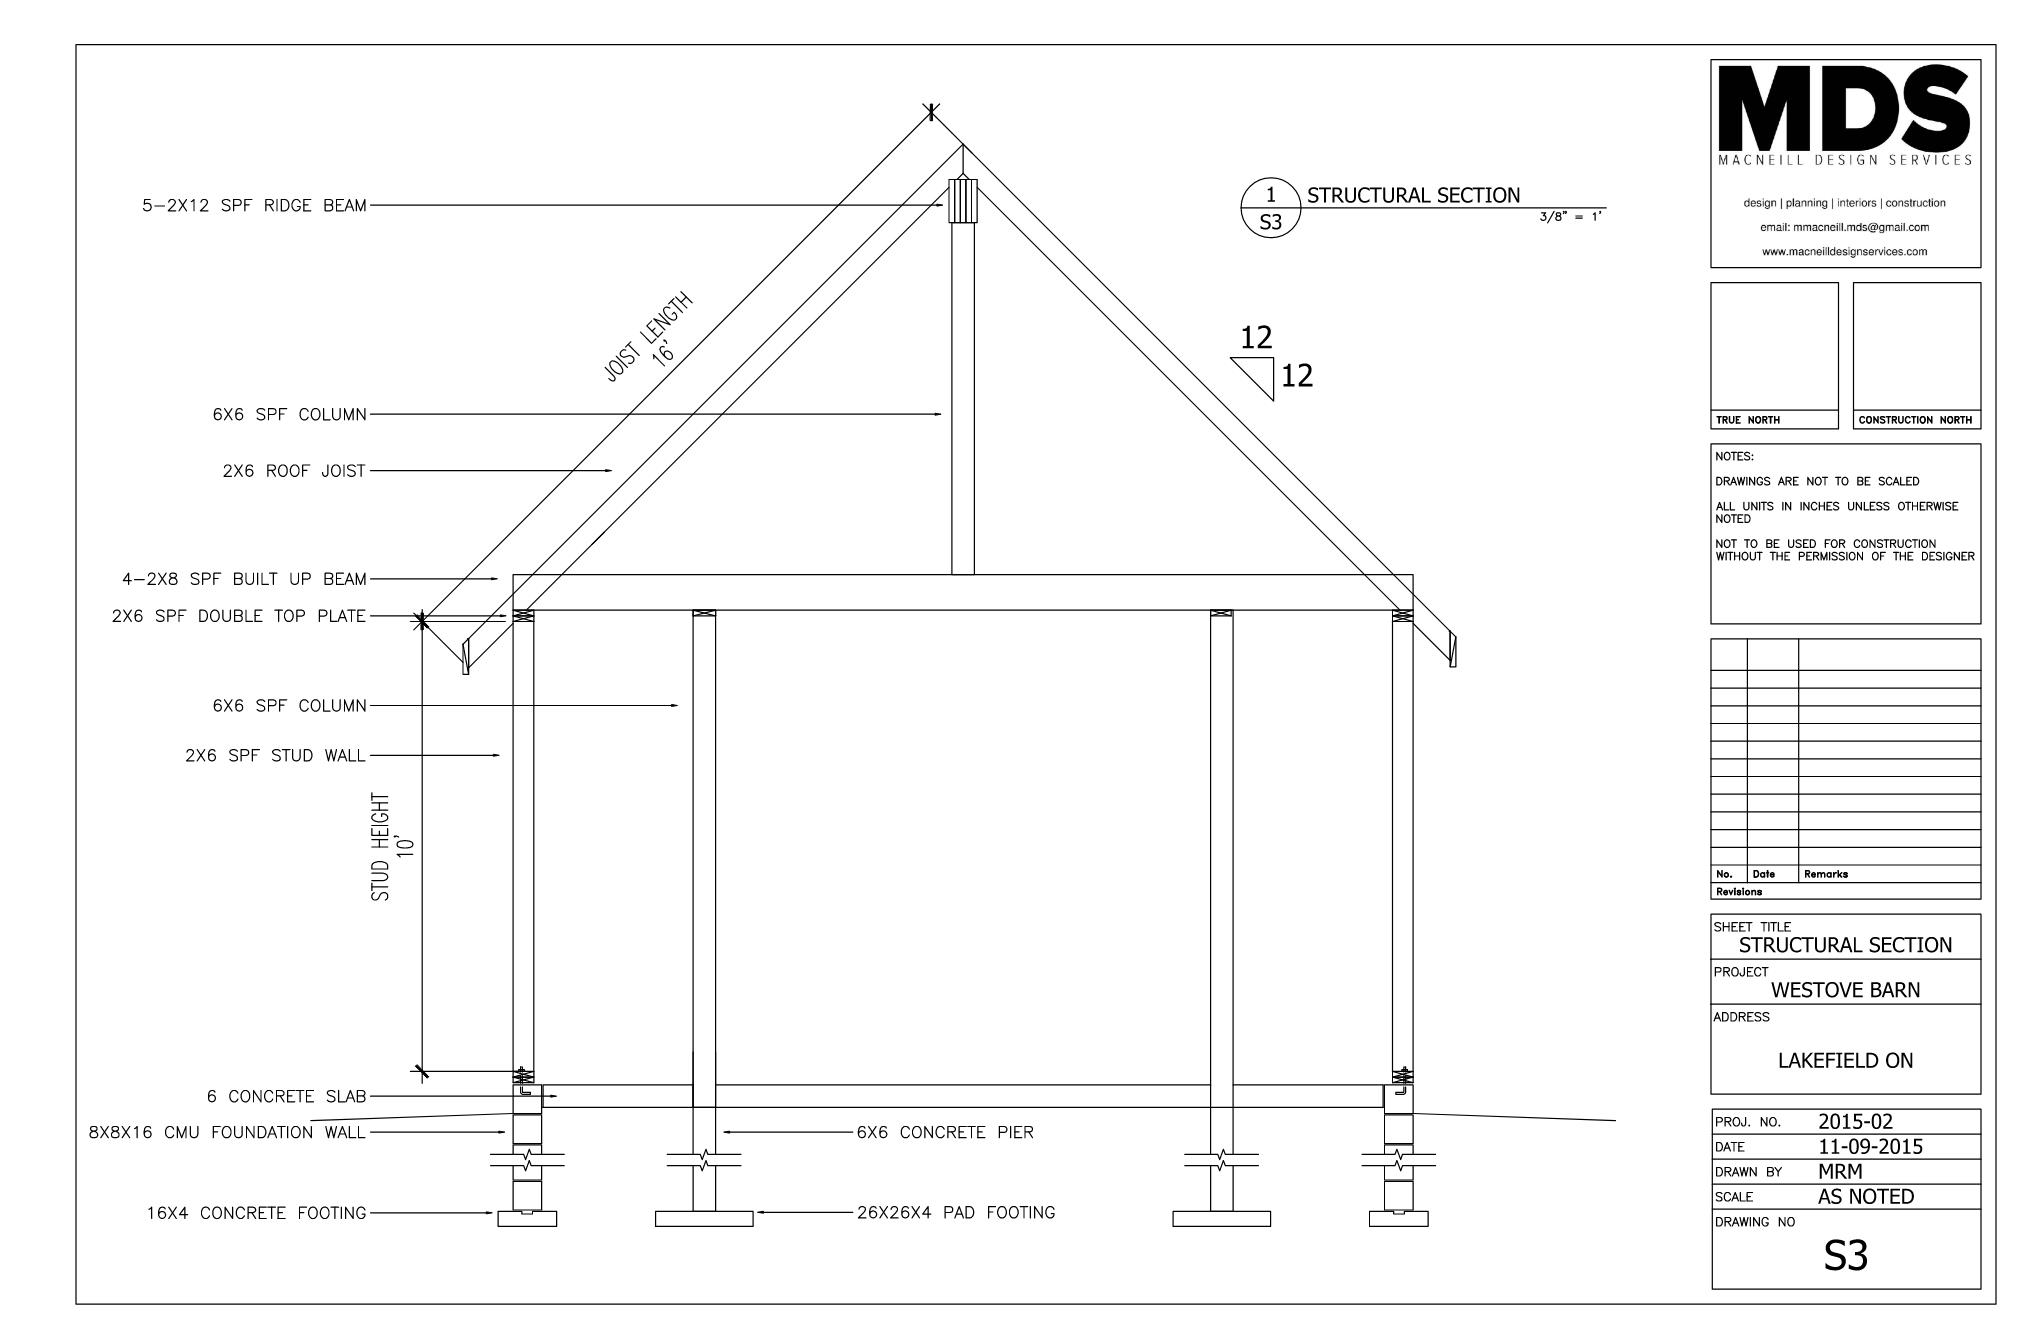 5-2X12 SPF RIDGE BEAM
JOIST LENGTH
16'
6X6 SPF COLUMN
2X6 ROOF JOIST
4-2X8 SPF BUILT UP BEAM
2X6 SPF DOUBLE TOP PLATE
6X6 SPF COLUMN
2X6 SPF STUD WALL
STUD HEIGHT
10'
6 CONCRETE SLAB
8X8X16 CMU FOUNDATION WALL
6X6 CONCRETE PIER
16X4 CONCRETE FOOTING
26X26X4 PAD FOOTING
1
STRUCTURAL SECTION
S3
3/8" = 1'
12
12
MDS
MACNEILL DESIGN SERVICES
design | planning | interiors | construction
email: mmacneill.mds@gmail.com
www.macneilldesignservices.com
TRUE NORTH
CONSTRUCTION NORTH
NOTES:
DRAWINGS ARE NOT TO BE SCALED
ALL UNITS IN INCHES UNLESS OTHERWISE
NOTED
NOT TO BE USED FOR CONSTRUCTION
WITHOUT THE PERMISSION OF THE DESIGNER
No. Date Remarks
Revisions
SHEET TITLE
STRUCTURAL SECTION
PROJECT
WESTOVE BARN
ADDRESS
LAKEFIELD ON
PROJ. NO. 2015-02
DATE 11-09-2015
DRAWN BY MRM
SCALE AS NOTED
DRAWING NO
S3